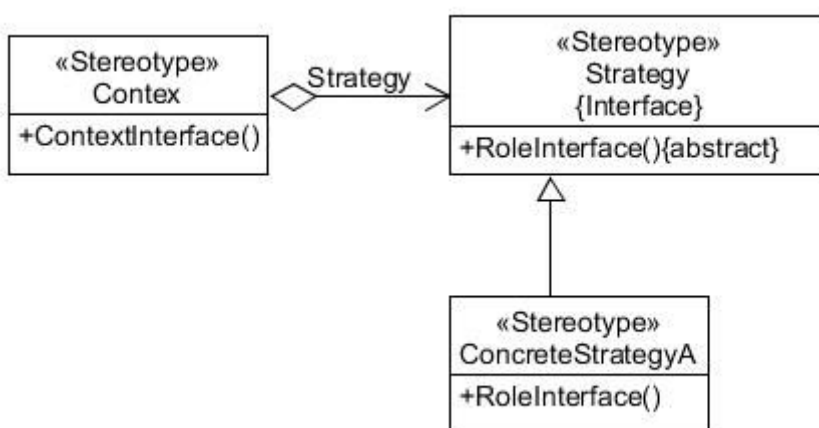 «Stereotype»
Contex
+ContextInterface()
Strategy
«Stereotype»
Strategy
{Interface}
+RoleInterface(){abstract}
«Stereotype»
ConcreteStrategyA
+RoleInterface()